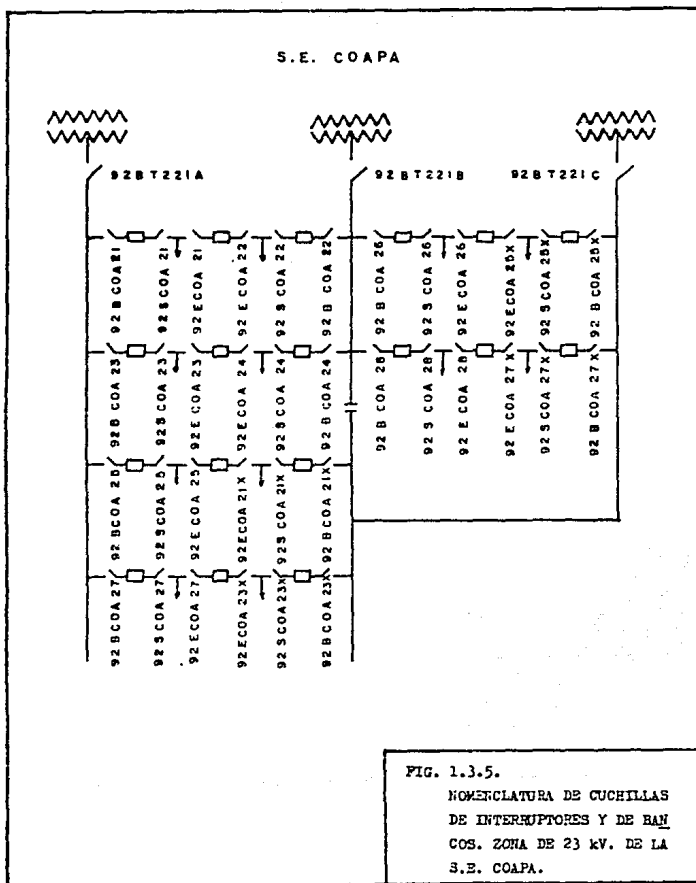 S.E. COAPA
92BT221A
92BT221B
92BT221C
92 B COA 21
92 S COA 21
92 E COA 21
92 E COA 22
92 S COA 22
92 B COA 22
92 B COA 26
92 S COA 26
92 E COA 26
92 E COA 25X
92 S COA 25X
92 B COA 25X
92 B COA 23
92 S COA 23
92 E COA 23
92 E COA 24
92 S COA 24
92 B COA 24
92 B COA 28
92 S COA 28
92 E COA 28
92 E COA 27X
92 S COA 27X
92 B COA 27X
92 B COA 25
92 S COA 25
92 E COA 25
92 E COA 21X
92 S COA 21X
92 B COA 21X
92 B COA 27
92 S COA 27
92 E COA 27
92 E COA 23X
92 S COA 23X
92 B COA 23X
FIG. 1.3.5.
NOMENCLATURA DE CUCHILLAS
DE INTERRUPTORES Y DE BAN
COS. ZONA DE 23 kV. DE LA
S.E. COAPA.